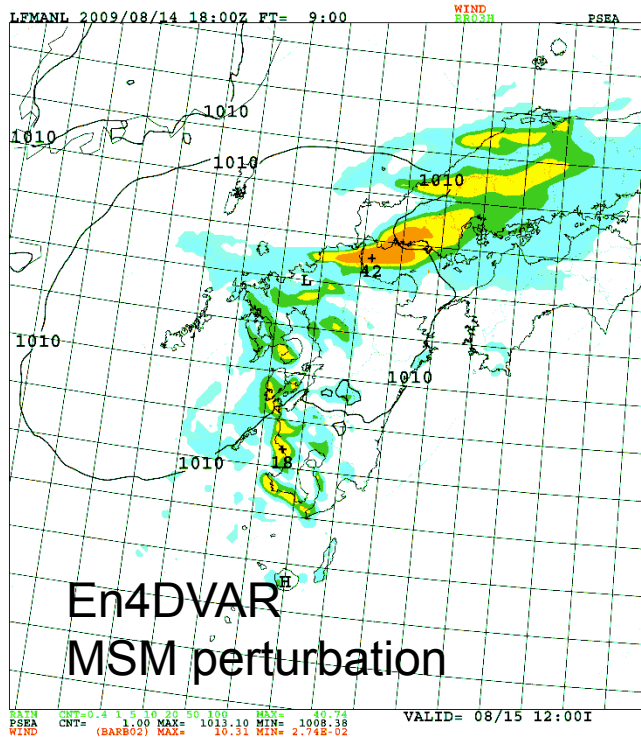 WIND
LFMANL 2009/08/14 18:00Z FT= 9:00 RR03H PSEA
1010
1010
1010
1010
42
L
1010
1010
1010
18
H
En4DVAR
MSM perturbation
RAIN CNT=0.4 1 5 10 20 50 100 MAX= 40.74
PSEA CNT= 1.00 MAX= 1013.10 MIN= 1008.38
WIND (BARB02) MAX= 10.31 MIN= 2.74E-02
VALID= 08/15 12:00I